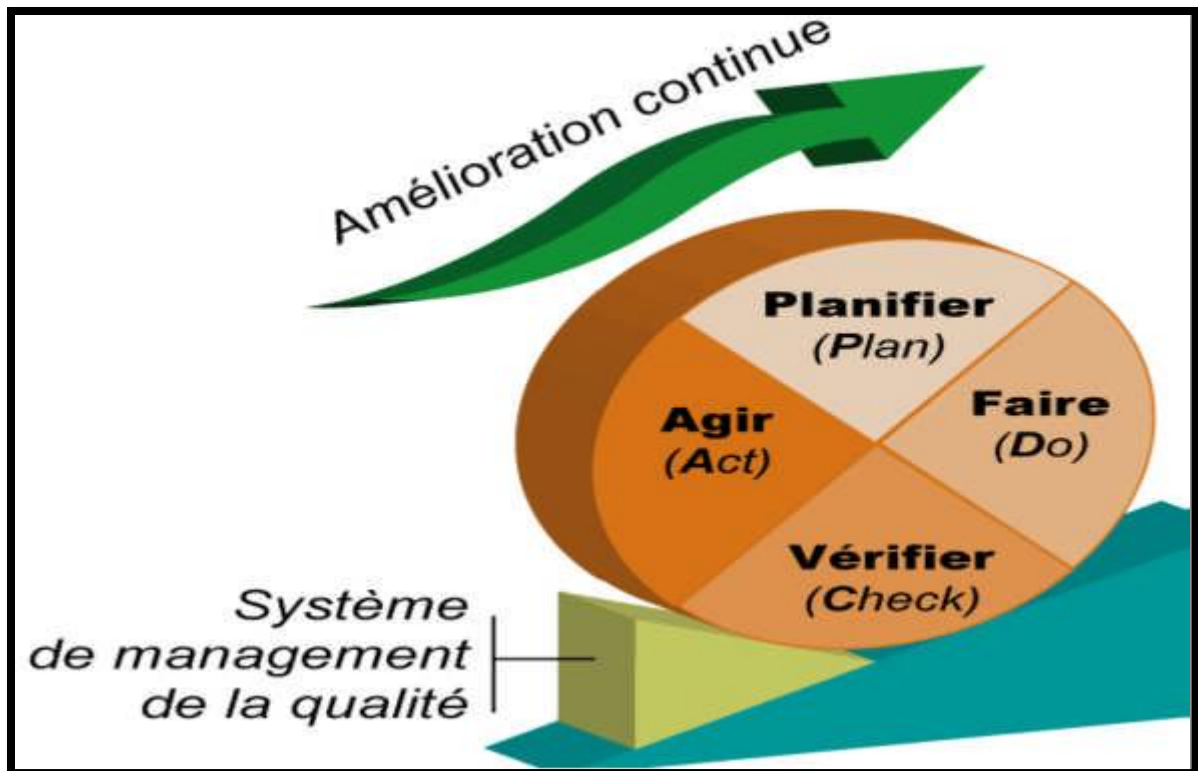 Amélioration continue
Planifier
(Plan)
Faire
(Do)
Agir
(Act)
Vérifier
(Check)
Système
de management
de la qualité